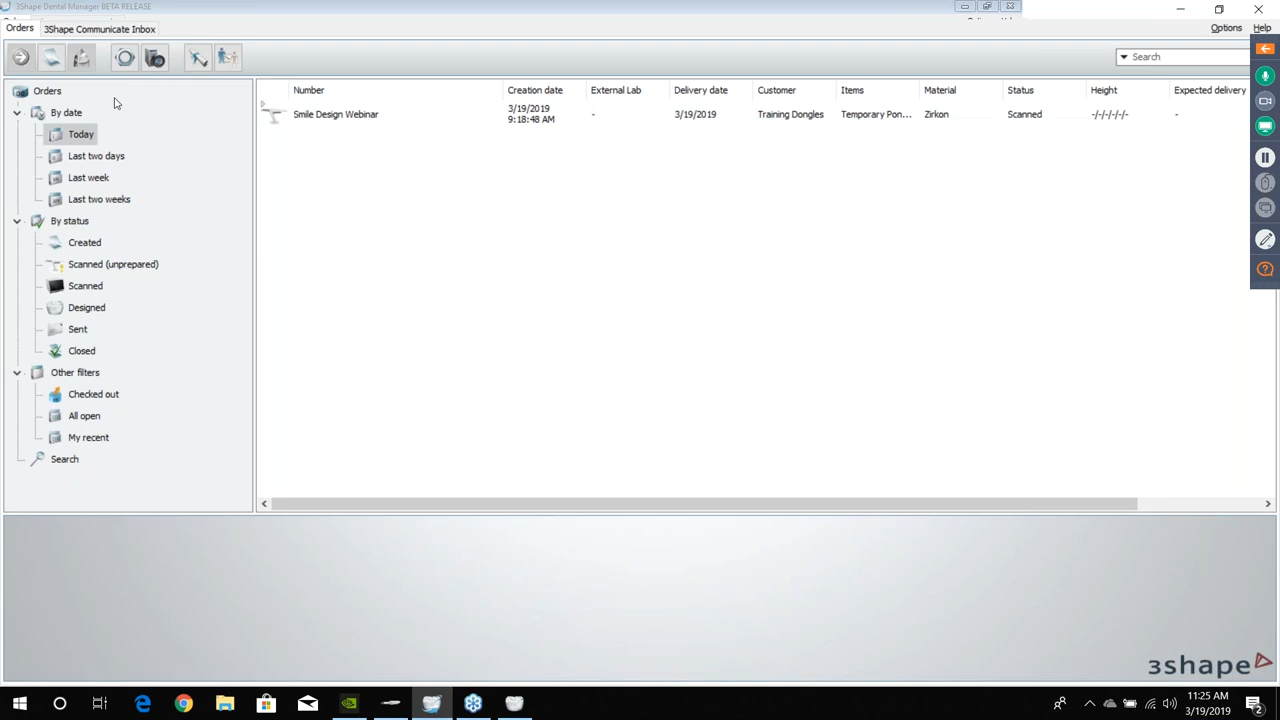 3Shape Dental Manager BETA RELEASE
Orders
3Shape Communicate Inbox
Options
Help
Search
Orders
By date
Today
Last two days
Last week
Last two weeks
By status
Created
Scanned (unprepared)
Scanned
Designed
Sent
Closed
Other filters
Checked out
All open
My recent
Search
Number Creation date External Lab Delivery date Customer Items Material Status Height Expected delivery
Smile Design Webinar 3/19/2019 9:18:48 AM - 3/19/2019 Training Dongles Temporary Pon... Zirkon Scanned -/-/-/-/- -
3shape
11:25 AM
3/19/2019
2